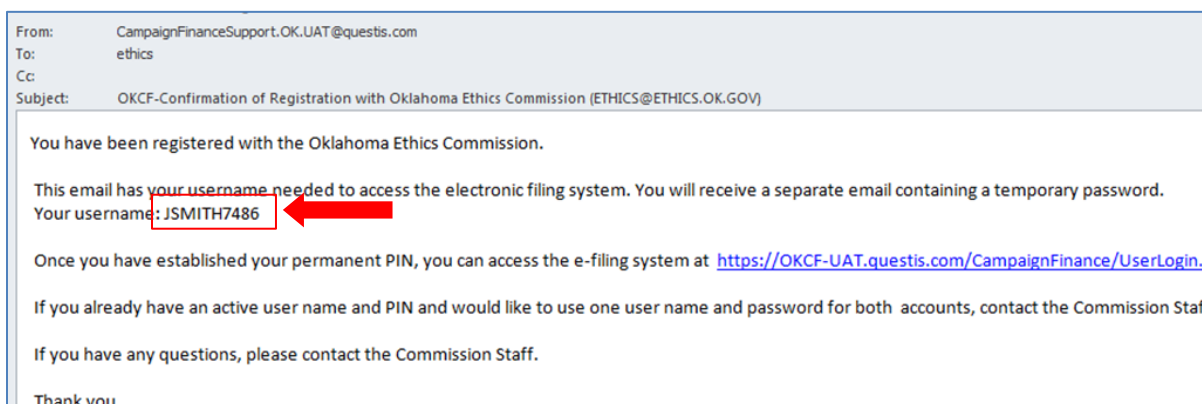 From: CampaignFinanceSupport.OK.UAT@questis.com
To: ethics
Cc:
Subject: OKCF-Confirmation of Registration with Oklahoma Ethics Commission (ETHICS@ETHICS.OK.GOV)
You have been registered with the Oklahoma Ethics Commission.
This email has your username needed to access the electronic filing system. You will receive a separate email containing a temporary password.
Your username: JSMITH7486
Once you have established your permanent PIN, you can access the e-filing system at https://OKCF-UAT.questis.com/CampaignFinance/UserLogin.
If you already have an active user name and PIN and would like to use one user name and password for both accounts, contact the Commission Staf
If you have any questions, please contact the Commission Staff.
Thank you